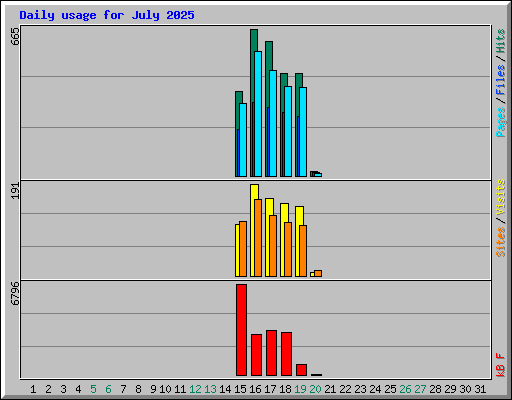 Daily usage for July 2025
665
Pages/Files/Hits
191
Sites/Visits
6796
kB F
1 2 3 4 5 6 7 8 9 10 11 12 13 14 15 16 17 18 19 20 21 22 23 24 25 26 27 28 29 30 31